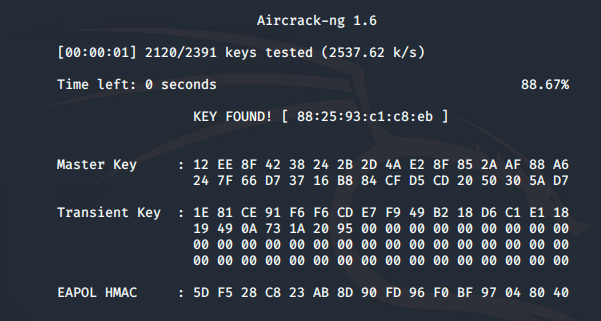 Aircrack-ng 1.6
[00:00:01] 2120/2391 keys tested (2537.62 k/s)
Time left: 0 seconds 88.67%
KEY FOUND! [ 88:25:93:c1:c8:eb ]
Master Key : 12 EE 8F 42 38 24 2B 2D 4A E2 8F 85 2A AF 88 A6
24 7F 66 D7 37 16 B8 84 CF D5 CD 20 50 30 5A D7
Transient Key : 1E 81 CE 91 F6 F6 CD E7 F9 49 B2 18 D6 C1 E1 18
19 49 0A 73 1A 20 95 00 00 00 00 00 00 00 00 00
00 00 00 00 00 00 00 00 00 00 00 00 00 00 00 00
00 00 00 00 00 00 00 00 00 00 00 00 00 00 00 00
EAPOL HMAC : 5D F5 28 C8 23 AB 8D 90 FD 96 F0 BF 97 04 80 40